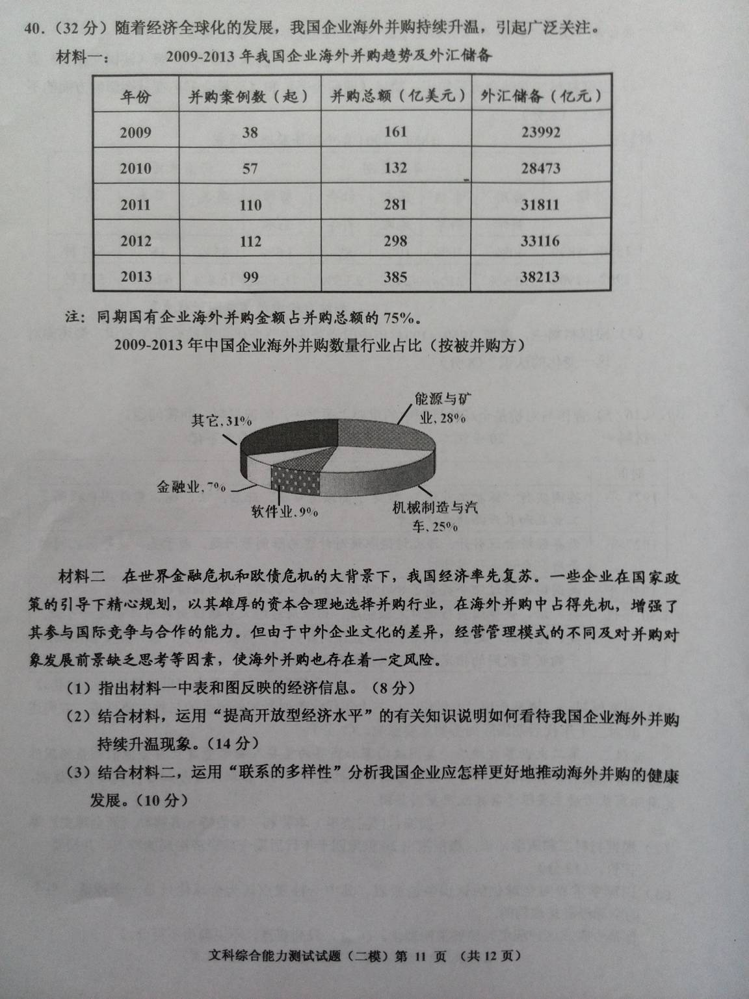 40.（32 分）随着经济全球化的发展，我国企业海外并购持续升温，引起广泛关注。
材料一： 2009-2013 年我国企业海外并购趋势及外汇储备
年份 并购案例数（起） 并购总额（亿美元） 外汇储备（亿元）
2009 38 161 23992
2010 57 132 28473
2011 110 281 31811
2012 112 298 33116
2013 99 385 38213
注：同期国有企业海外并购金额占并购总额的 75%。
2009-2013 年中国企业海外并购数量行业占比（按被并购方）
能源与矿
业, 28%
其它, 31%
金融业, 7%
软件业, 9%
机械制造与汽
车, 25%
材料二 在世界金融危机和欧债危机的大背景下，我国经济率先复苏。一些企业在国家政
策的引导下精心规划，以其雄厚的资本合理地选择并购行业，在海外并购中占得先机，增强了
其参与国际竞争与合作的能力。但由于中外企业文化的差异，经营管理模式的不同及对并购对
象发展前景缺乏思考等因素，使海外并购也存在着一定风险。
（1）指出材料一中表和图反映的经济信息。（8 分）
（2）结合材料，运用“提高开放型经济水平”的有关知识说明如何看待我国企业海外并购
持续升温现象。（14 分）
（3）结合材料二，运用“联系的多样性”分析我国企业应怎样更好地推动海外并购的健康
发展。（10 分）
文科综合能力测试试题（二模）第 11 页 （共 12 页）